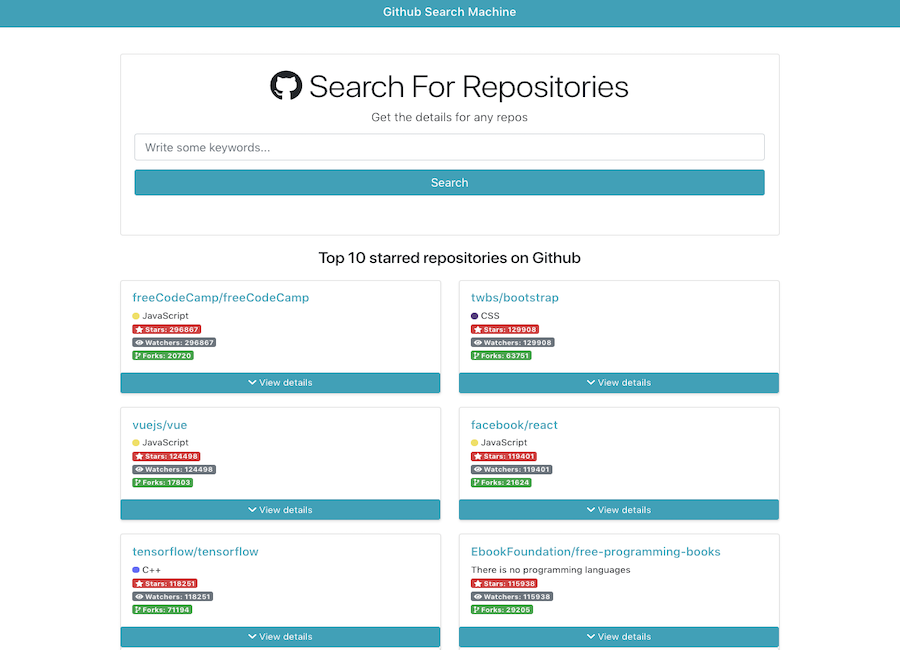 Github Search Machine
Search For Repositories
Get the details for any repos
Write some keywords...
Search
Top 10 starred repositories on Github
freeCodeCamp/freeCodeCamp
JavaScript
Stars: 296867
Watchers: 296867
Forks: 20720
View details
twbs/bootstrap
CSS
Stars: 129908
Watchers: 129908
Forks: 63751
View details
vuejs/vue
JavaScript
Stars: 124498
Watchers: 124498
Forks: 17803
View details
facebook/react
JavaScript
Stars: 119401
Watchers: 119401
Forks: 21624
View details
tensorflow/tensorflow
C++
Stars: 118251
Watchers: 118251
Forks: 71194
View details
EbookFoundation/free-programming-books
There is no programming languages
Stars: 115938
Watchers: 115938
Forks: 29205
View details